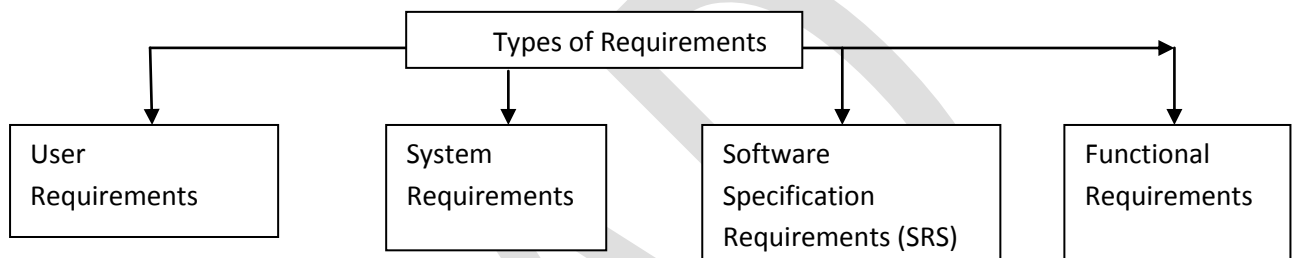 Types of Requirements
User
Requirements
System
Requirements
Software
Specification
Requirements (SRS)
Functional
Requirements